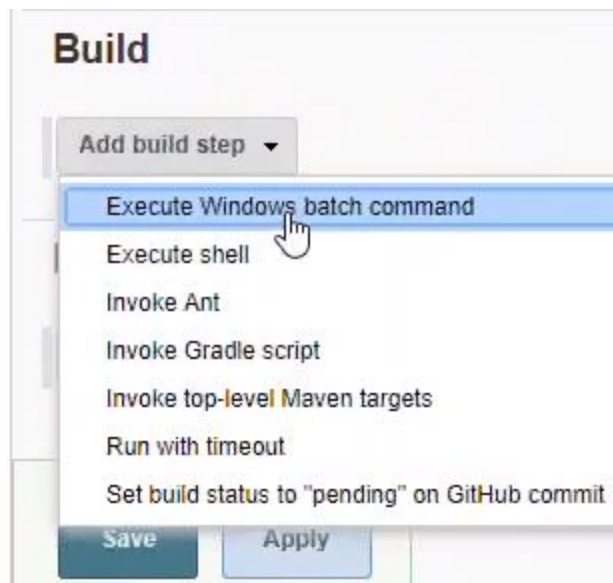 Build
Add build step
Execute Windows batch command
Execute shell
Invoke Ant
Invoke Gradle script
Invoke top-level Maven targets
Run with timeout
Set build status to "pending" on GitHub commit
Save Apply